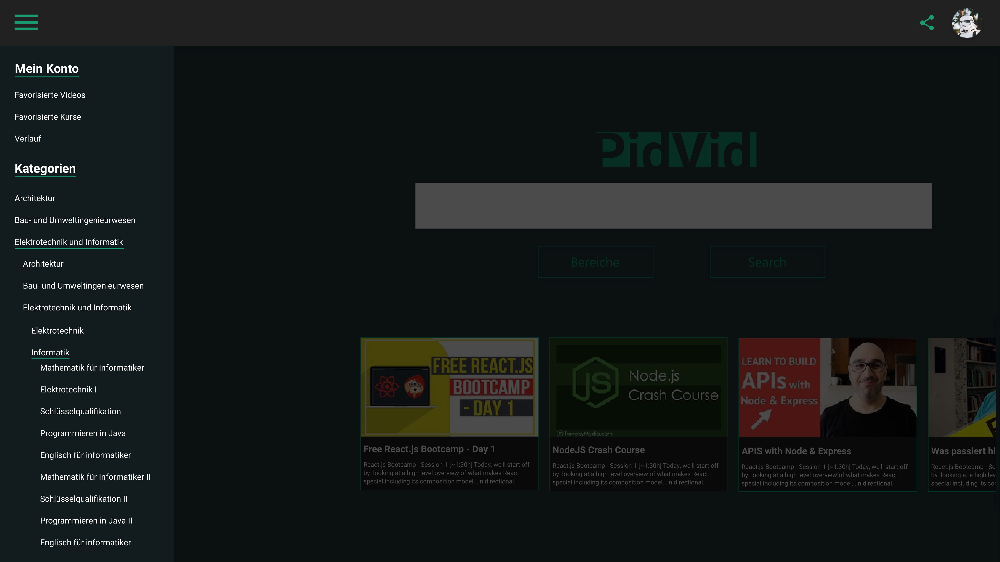 Mein Konto
Favorisierte Videos
Favorisierte Kurse
Verlauf
Kategorien
Architektur
Bau- und Umweltingenieurwesen
Elektrotechnik und Informatik
Architektur
Bau- und Umweltingenieurwesen
Elektrotechnik und Informatik
Elektrotechnik
Informatik
Mathematik für Informatiker
Elektrotechnik I
Schlüsselqualifikation
Programmieren in Java
Englisch für informatiker
Mathematik für Informatiker II
Schlüsselqualifikation II
Programmieren in Java II
Englisch für informatiker
PidVid
Bereiche
Search
FREE REACT.JS
BOOTCAMP
- DAY 1
Free React.js Bootcamp - Day 1
React.js Bootcamp - Session 1 [~1:30h] Today, we'll start off
by looking at a high level overview of what makes React
special including its composition model, unidirectional.
JS
Node.js
Crash Course
TraversyMedia.com
NodeJS Crash Course
React.js Bootcamp - Session 1 [~1:30h] Today, we'll start off
by looking at a high level overview of what makes React
special including its composition model, unidirectional.
LEARN TO BUILD
APIs with
Node & Express
APIS with Node & Express
React.js Bootcamp - Session 1 [~1:30h] Today, we'll start off
by looking at a high level overview of what makes React
special including its composition model, unidirectional.
Was passiert hi
React.js Bootcamp - Se
by looking at a high lev
special including its co